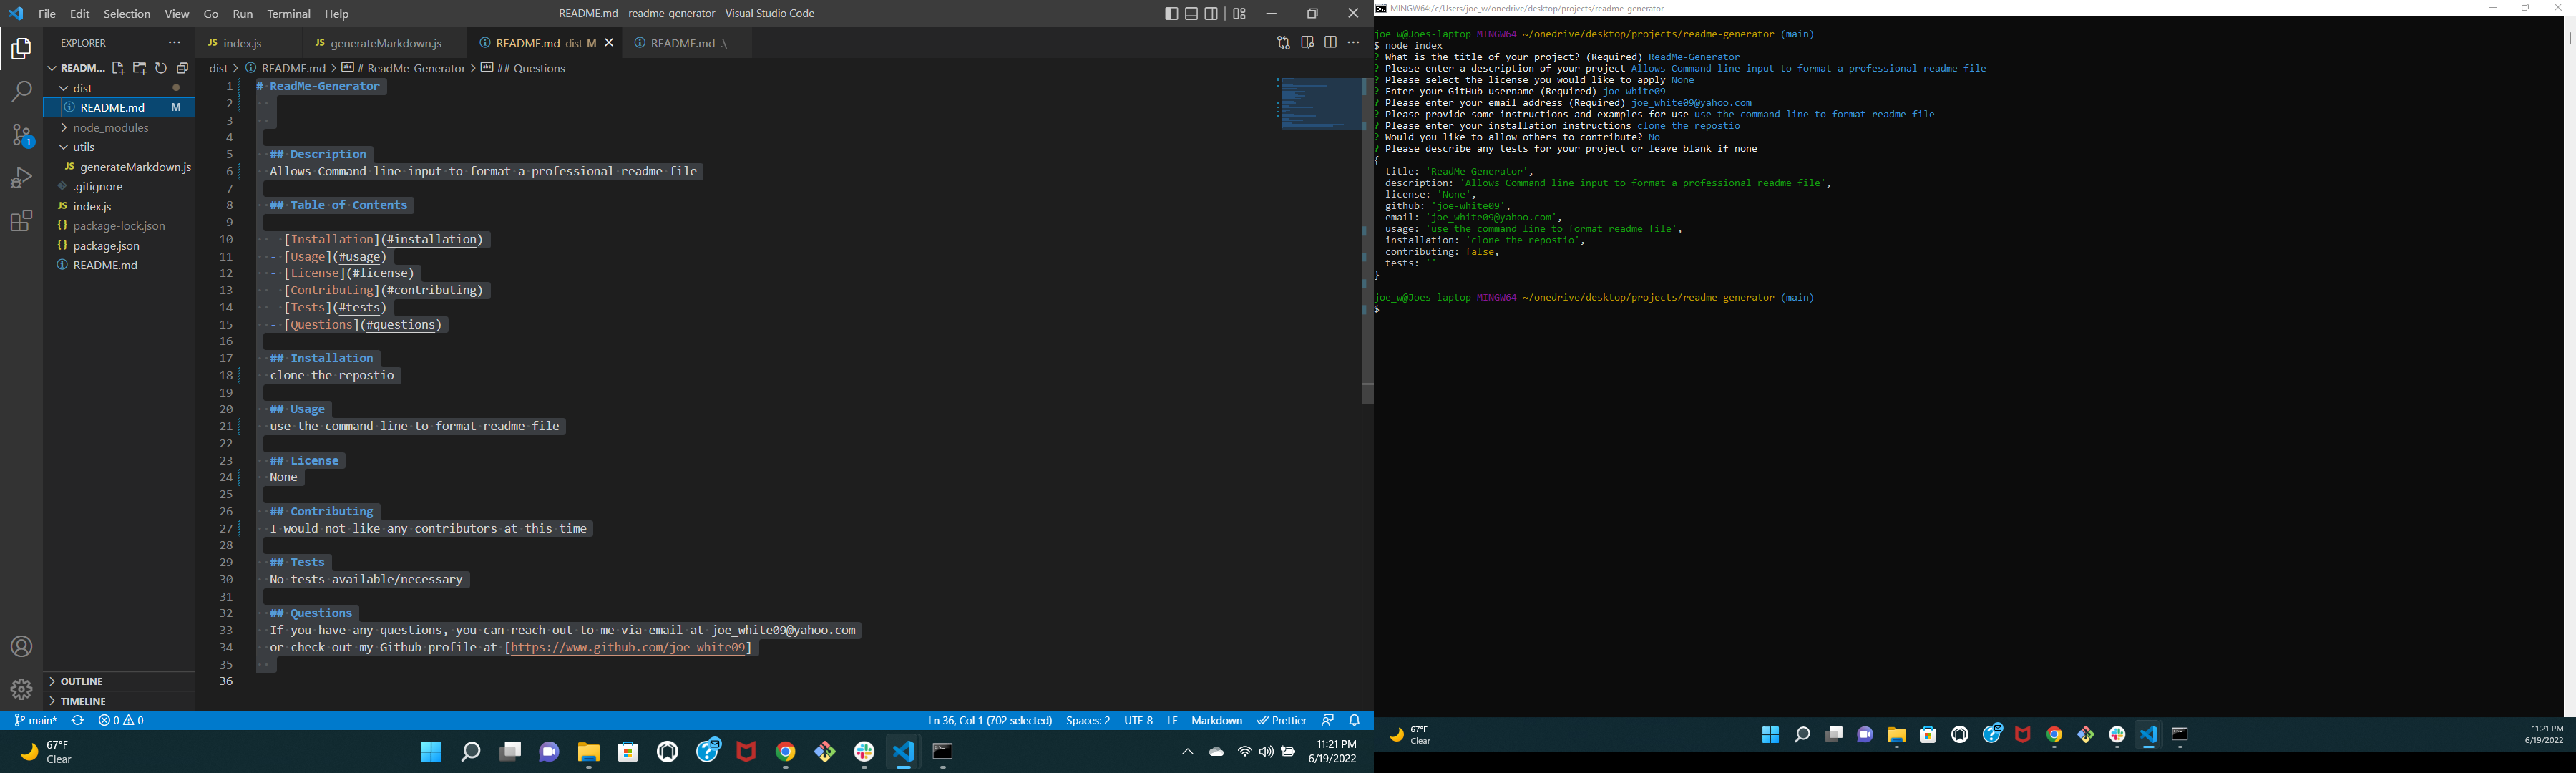 File Edit Selection View Go Run Terminal Help
README.md - readme-generator - Visual Studio Code
EXPLORER
READM...
dist
README.md M
node_modules
utils
JS generateMarkdown.js
.gitignore
JS index.js
{} package-lock.json
{} package.json
README.md
OUTLINE
TIMELINE
JS index.js
JS generateMarkdown.js
README.md dist M
README.md .\
dist > README.md > # ReadMe-Generator > ## Questions
1 # ReadMe-Generator
2
3
4
5 ## Description
6 Allows Command line input to format a professional readme file
7
8 ## Table of Contents
9
10 - [Installation](#installation)
11 - [Usage](#usage)
12 - [License](#license)
13 - [Contributing](#contributing)
14 - [Tests](#tests)
15 - [Questions](#questions)
16
17 ## Installation
18 clone the repostio
19
20 ## Usage
21 use the command line to format readme file
22
23 ## License
24 None
25
26 ## Contributing
27 I would not like any contributors at this time
28
29 ## Tests
30 No tests available/necessary
31
32 ## Questions
33 If you have any questions, you can reach out to me via email at joe_white09@yahoo.com
34 or check out my Github profile at [https://www.github.com/joe-white09]
35
36
1
main* 0 0
Ln 36, Col 1 (702 selected) Spaces: 2 UTF-8 LF Markdown Prettier
67°F
Clear
11:21 PM
6/19/2022
MINGW64:/c/Users/joe_w/onedrive/desktop/projects/readme-generator
joe_w@Joes-laptop MINGW64 ~/onedrive/desktop/projects/readme-generator (main)
$ node index
? What is the title of your project? (Required) ReadMe-Generator
? Please enter a description of your project Allows Command line input to format a professional readme file
? Please select the license you would like to apply None
? Enter your GitHub username (Required) joe-white09
? Please enter your email address (Required) joe_white09@yahoo.com
? Please provide some instructions and examples for use use the command line to format readme file
? Please enter your installation instructions clone the repostio
? Would you like to allow others to contribute? No
? Please describe any tests for your project or leave blank if none
{
title: 'ReadMe-Generator',
description: 'Allows Command line input to format a professional readme file',
license: 'None',
github: 'joe-white09',
email: 'joe_white09@yahoo.com',
usage: 'use the command line to format readme file',
installation: 'clone the repostio',
contributing: false,
tests: ''
}
joe_w@Joes-laptop MINGW64 ~/onedrive/desktop/projects/readme-generator (main)
$
67°F
Clear
11:21 PM
6/19/2022